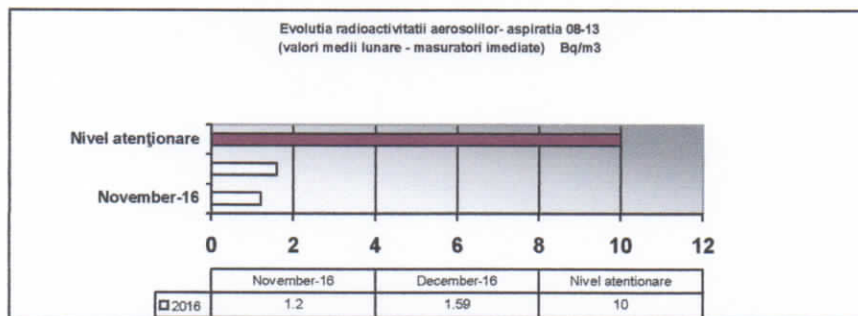 Evolutia radioactivitatii aerosolilor- aspiratia 08-13
(valori medii lunare - masuratori imediate) Bq/m3
Nivel atenţionare
November-16
0 2 4 6 8 10 12
November-16 December-16 Nivel atentionare
2016 1.2 1.59 10